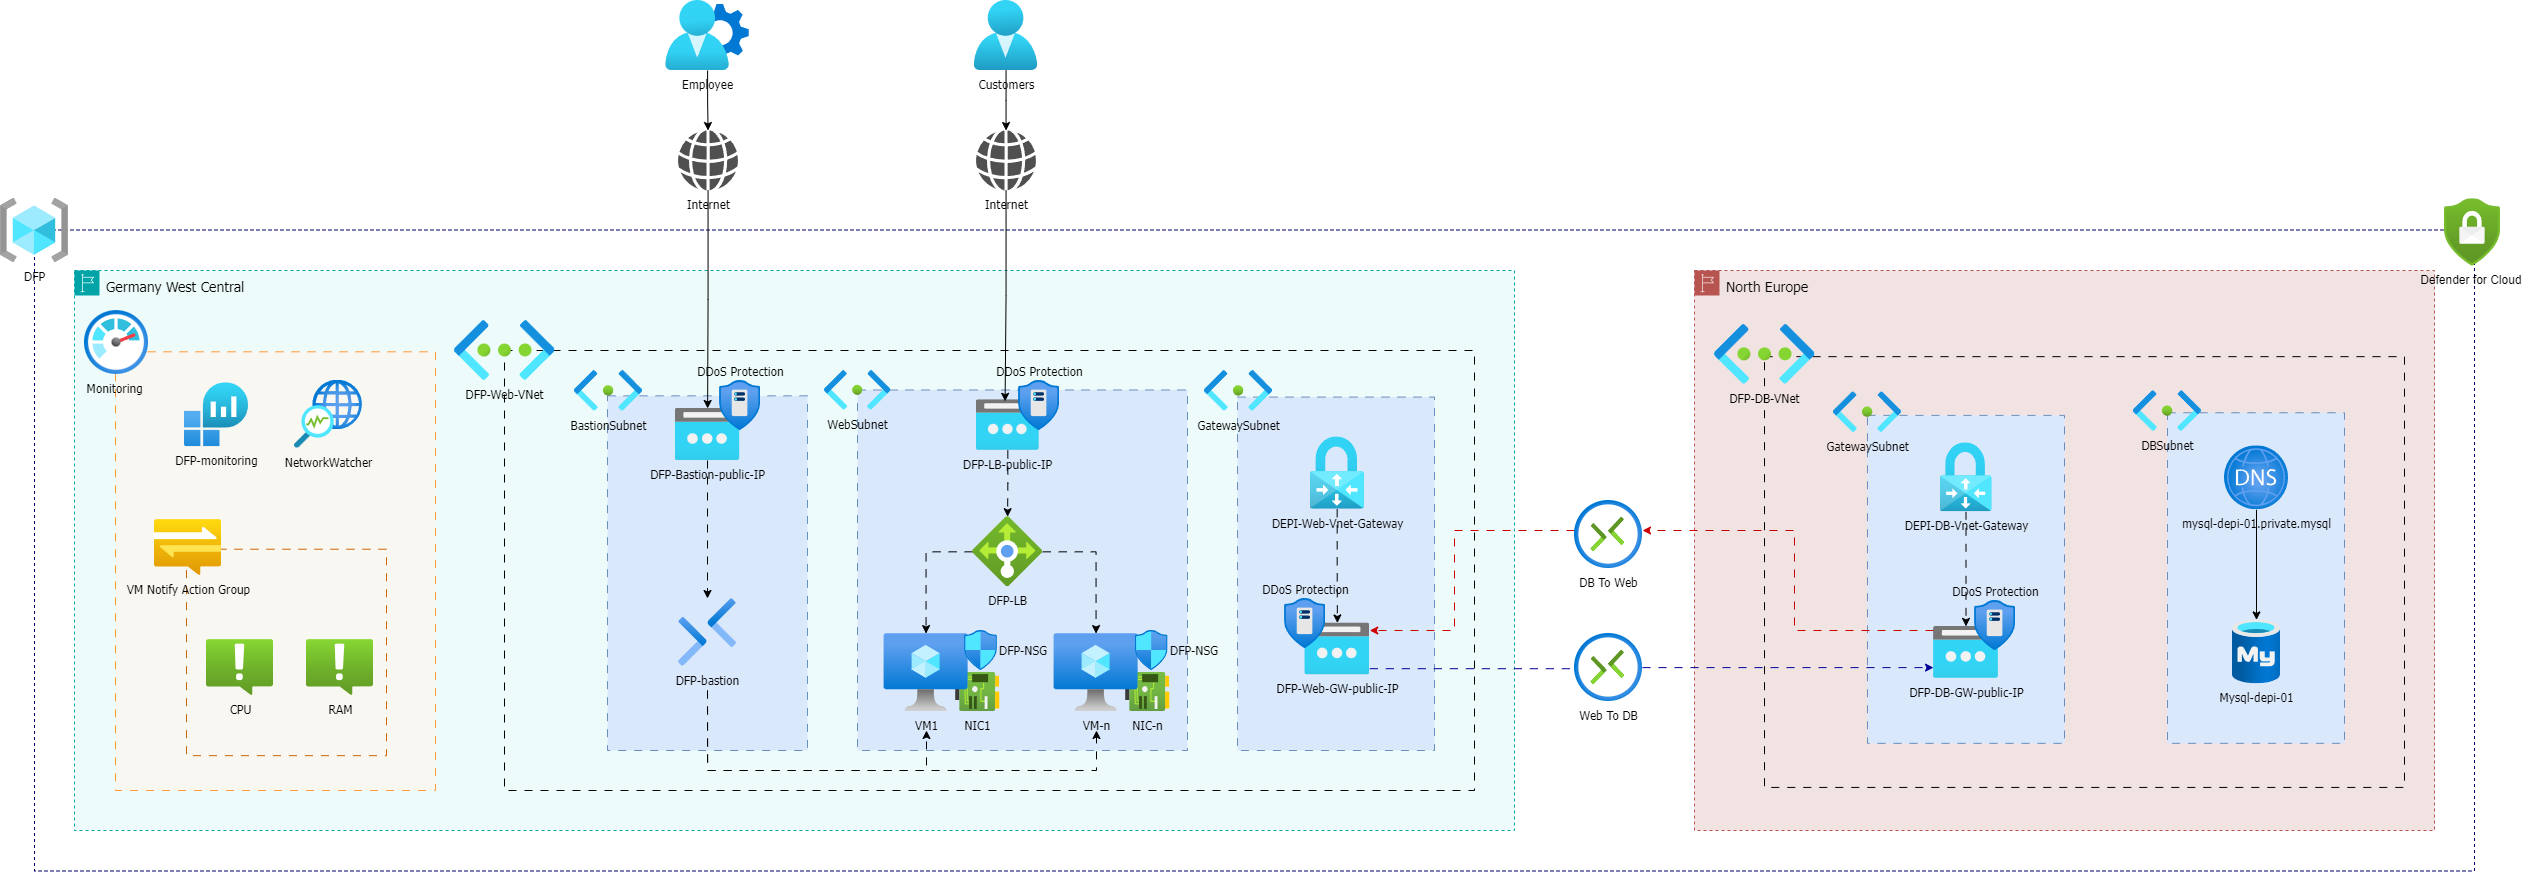 Employee
Customers
Internet
Internet
DFP
Defender for Cloud
Germany West Central
North Europe
Monitoring
DFP-monitoring
NetworkWatcher
VM Notify Action Group
CPU
RAM
DFP-Web-VNet
BastionSubnet
DDoS Protection
DFP-Bastion-public-IP
DFP-bastion
WebSubnet
DDoS Protection
DFP-LB-public-IP
DFP-LB
DFP-NSG
DFP-NSG
VM1
NIC1
VM-n
NIC-n
GatewaySubnet
DEPI-Web-Vnet-Gateway
DDoS Protection
DFP-Web-GW-public-IP
DB To Web
Web To DB
DFP-DB-VNet
GatewaySubnet
DEPI-DB-Vnet-Gateway
DDoS Protection
DFP-DB-GW-public-IP
DBSubnet
DNS
mysql-depi-01.private.mysql
My
Mysql-depi-01